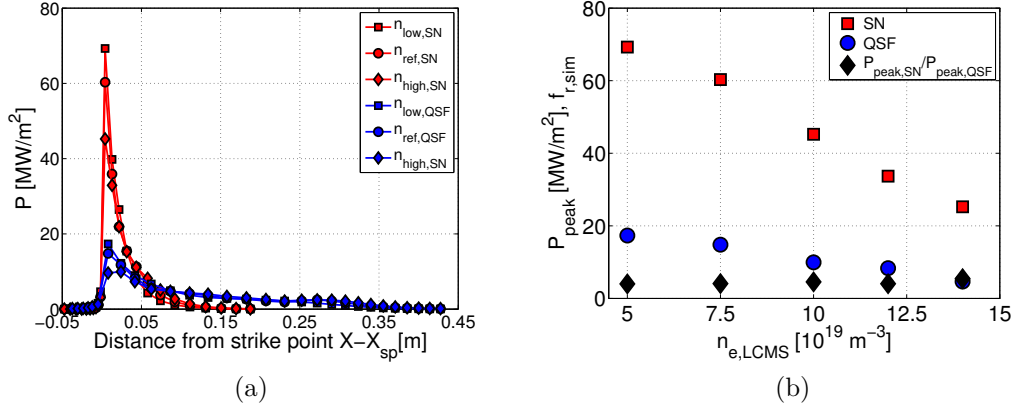 (a)
P [MW/m²]
80
60
40
20
0
−0.05
0.05
0.15
0.25
0.35
0.45
Distance from strike point X−X_sp[m]
n_low,SN
n_ref,SN
n_high,SN
n_low,QSF
n_ref,QSF
n_high,SN
(a)
(b)
P_peak [MW/m²], f_r,sim
80
60
40
20
0
5
7.5
10
12.5
15
n_e,LCMS [10¹⁹ m⁻³]
SN
QSF
P_peak,SN/P_peak,QSF
(b)